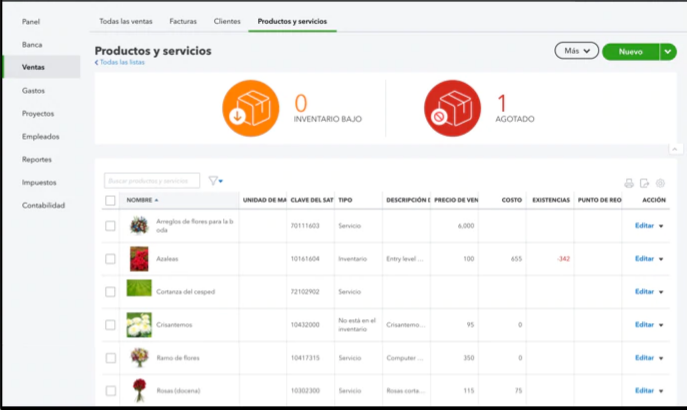 Panel
Banca
Ventas
Gastos
Proyectos
Empleados
Reportes
Impuestos
Contabilidad
Todas las ventas Facturas Clientes Productos y servicios
Productos y servicios
Todas las listas
Más Nuevo
0
INVENTARIO BAJO
1
AGOTADO
Buscar productos y servicios
NOMBRE UNIDAD DE MA CLAVE DEL SAT TIPO DESCRIPCIÓN D PRECIO DE VEN COSTO EXISTENCIAS PUNTO DE REO ACCIÓN
Arreglos de flores para la b
oda
70111603 Servicio 6,000 Editar
Azaleas 10161604 Inventario Entry level ... 100 655 -342 Editar
Cortanza del cesped 72102902 Servicio Editar
Crisantemos 10432000 No está en el
inventario
Crisantemo... 95 0 Editar
Ramo de flores 10417315 Servicio Computer ... 350 0 Editar
Rosas (docena) 10302300 Servicio Rosas corta... 115 75 Editar